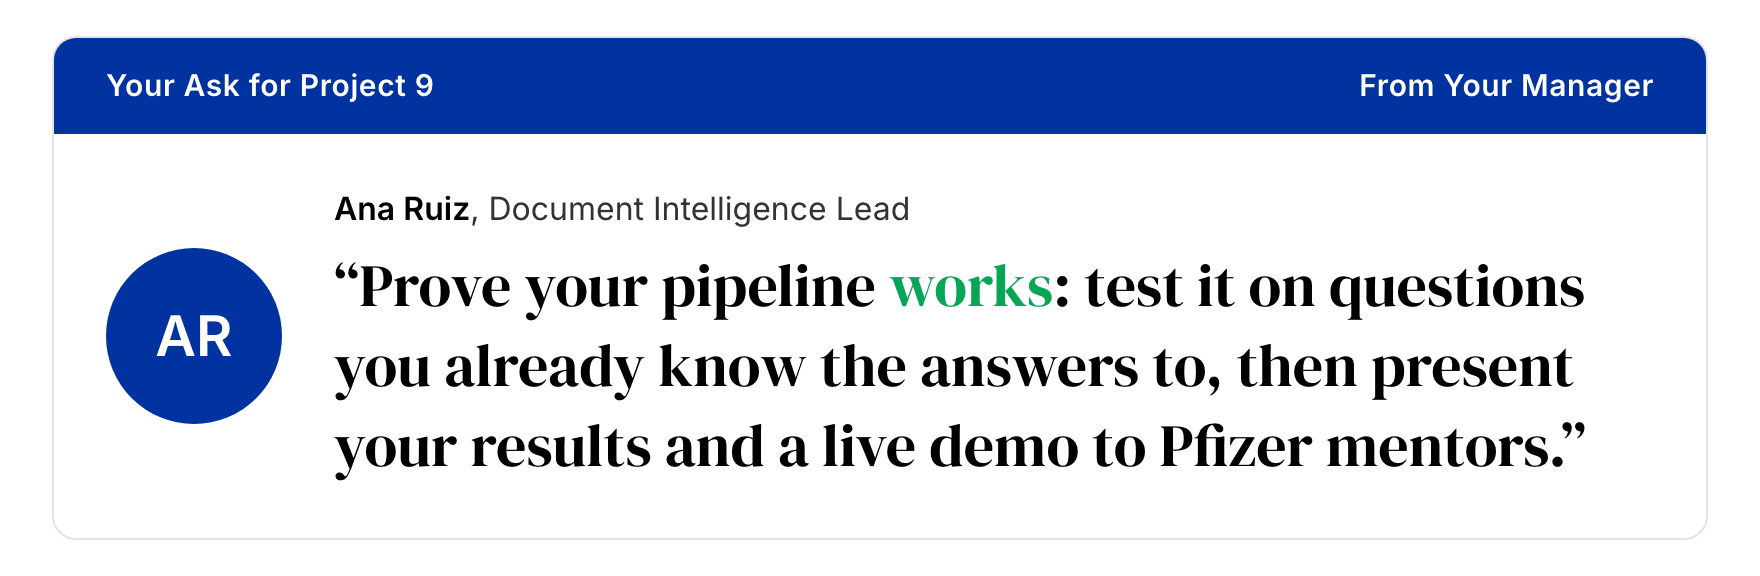 Your Ask for Project 9
From Your Manager
Ana Ruiz, Document Intelligence Lead
AR
“Prove your pipeline works: test it on questions
you already know the answers to, then present
your results and a live demo to Pfizer mentors.”